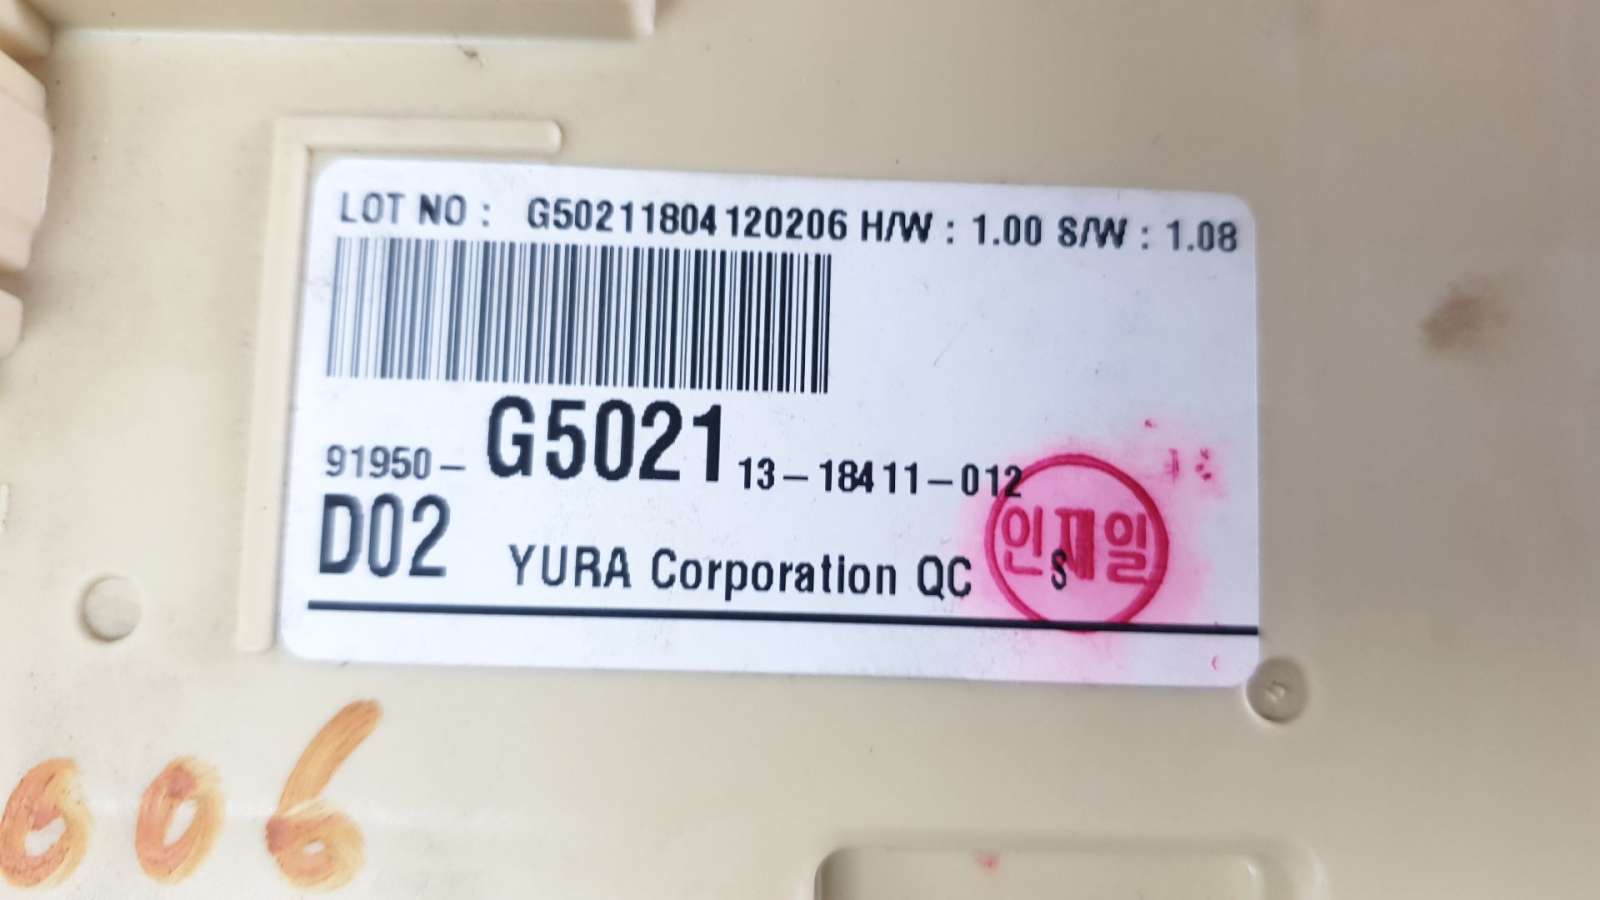 LOT NO : G50211804120206 H/W : 1.00 S/W : 1.08
91950- G5021 13-18411-012
D02 YURA Corporation QC S
인재일
006